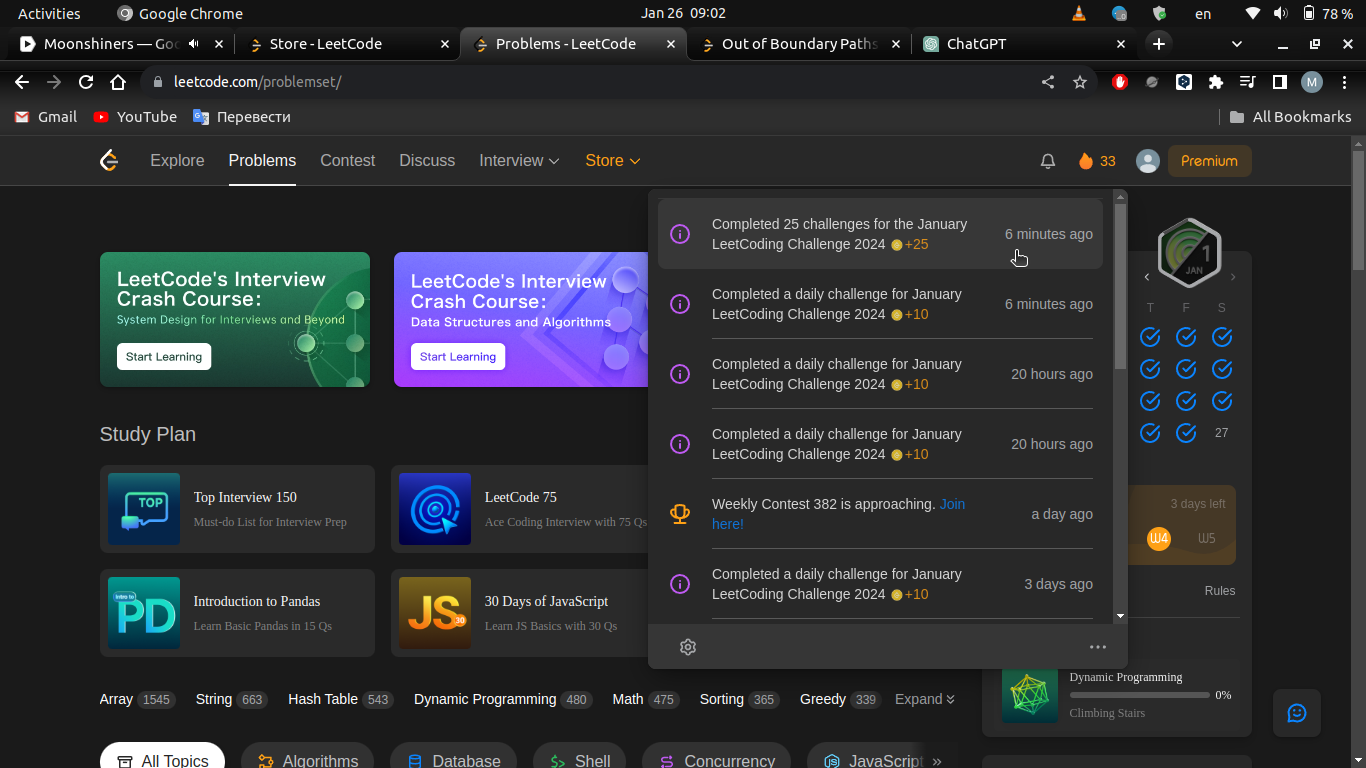 Activities
Google Chrome
Jan 26 09:02
en
78 %
Moonshiners — Goo
Store - LeetCode
Problems - LeetCode
Out of Boundary Paths
ChatGPT
leetcode.com/problemset/
M
Gmail
YouTube
Перевести
All Bookmarks
Explore
Problems
Contest
Discuss
Interview
Store
33
Premium
LeetCode's Interview
Crash Course:
System Design for Interviews and Beyond
Start Learning
LeetCode's Interview
Crash Course:
Data Structures and Algorithms
Start Learning
Completed 25 challenges for the January
LeetCoding Challenge 2024 +25
6 minutes ago
Completed a daily challenge for January
LeetCoding Challenge 2024 +10
6 minutes ago
Completed a daily challenge for January
LeetCoding Challenge 2024 +10
20 hours ago
Completed a daily challenge for January
LeetCoding Challenge 2024 +10
20 hours ago
Weekly Contest 382 is approaching. Join
here!
a day ago
Completed a daily challenge for January
LeetCoding Challenge 2024 +10
3 days ago
1
JAN
T F S
27
3 days left
W4 W5
Rules
Study Plan
TOP
Top Interview 150
Must-do List for Interview Prep
LeetCode 75
Ace Coding Interview with 75 Qs
Intro to
PD
Introduction to Pandas
Learn Basic Pandas in 15 Qs
JS
30
30 Days of JavaScript
Learn JS Basics with 30 Qs
Dynamic Programming
0%
Climbing Stairs
Array 1545 String 663 Hash Table 543 Dynamic Programming 480 Math 475 Sorting 365 Greedy 339 Expand
All Topics Algorithms Database Shell Concurrency JavaScript